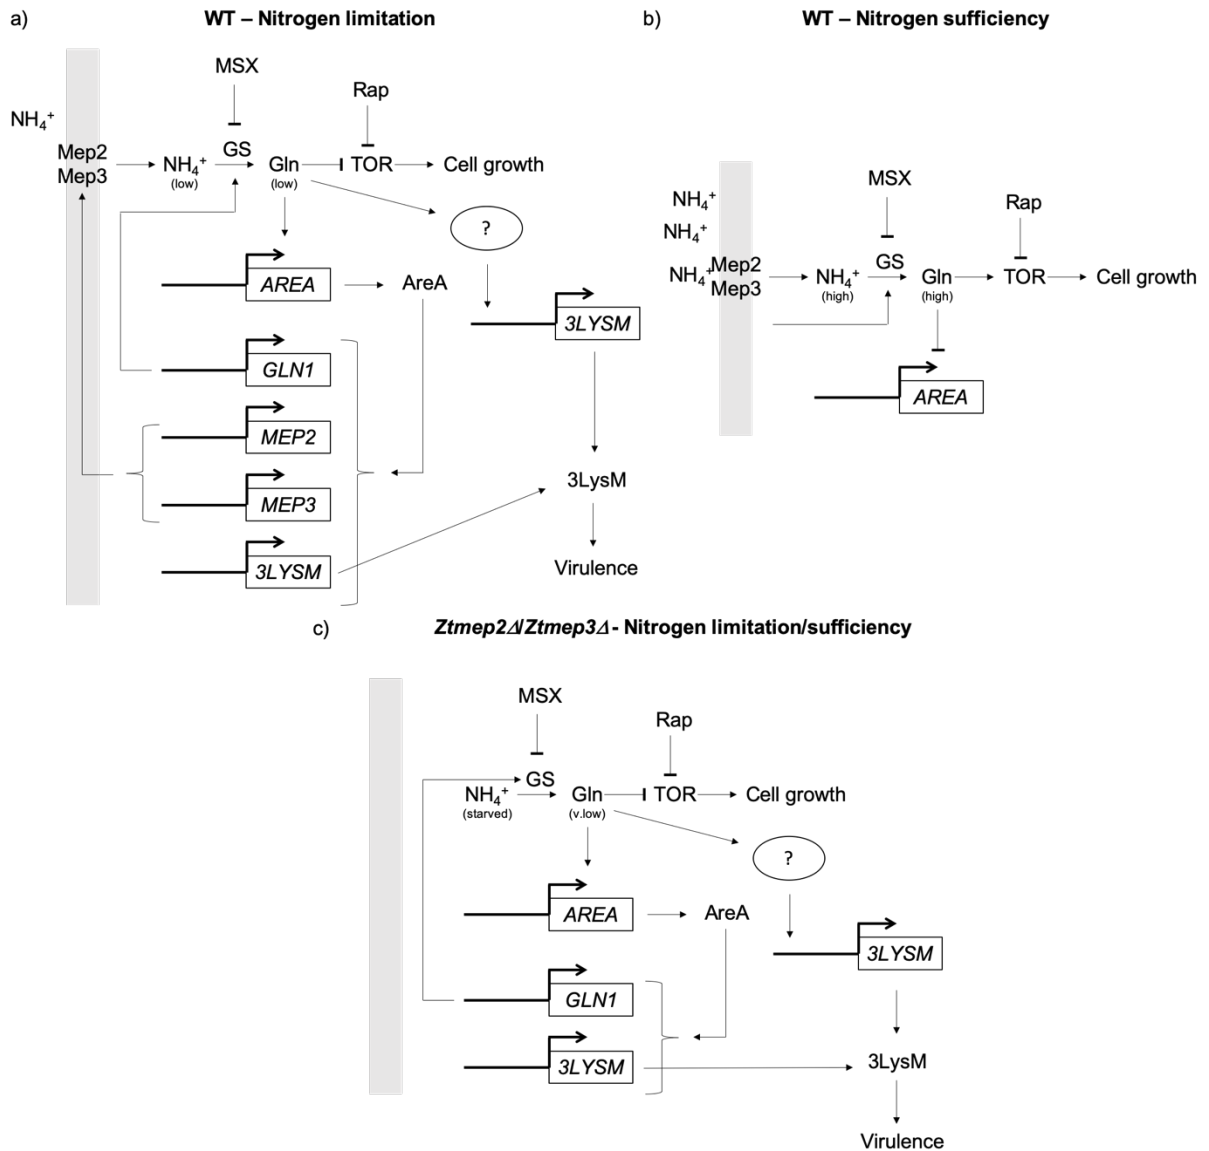 a)
WT – Nitrogen limitation
MSX
Rap
NH4+
GS
Mep2
Mep3
NH4+
(low)
Gln
(low)
TOR
Cell growth
?
AREA
AreA
3LYSM
GLN1
MEP2
MEP3
3LysM
3LYSM
Virulence
b)
WT – Nitrogen sufficiency
MSX
Rap
NH4+
NH4+
NH4+
Mep2
Mep3
GS
NH4+
(high)
Gln
(high)
TOR
Cell growth
AREA
c)
Ztmep2Δ/Ztmep3Δ - Nitrogen limitation/sufficiency
MSX
Rap
GS
NH4+
(starved)
Gln
(v.low)
TOR
Cell growth
?
AREA
AreA
3LYSM
GLN1
3LYSM
3LysM
Virulence